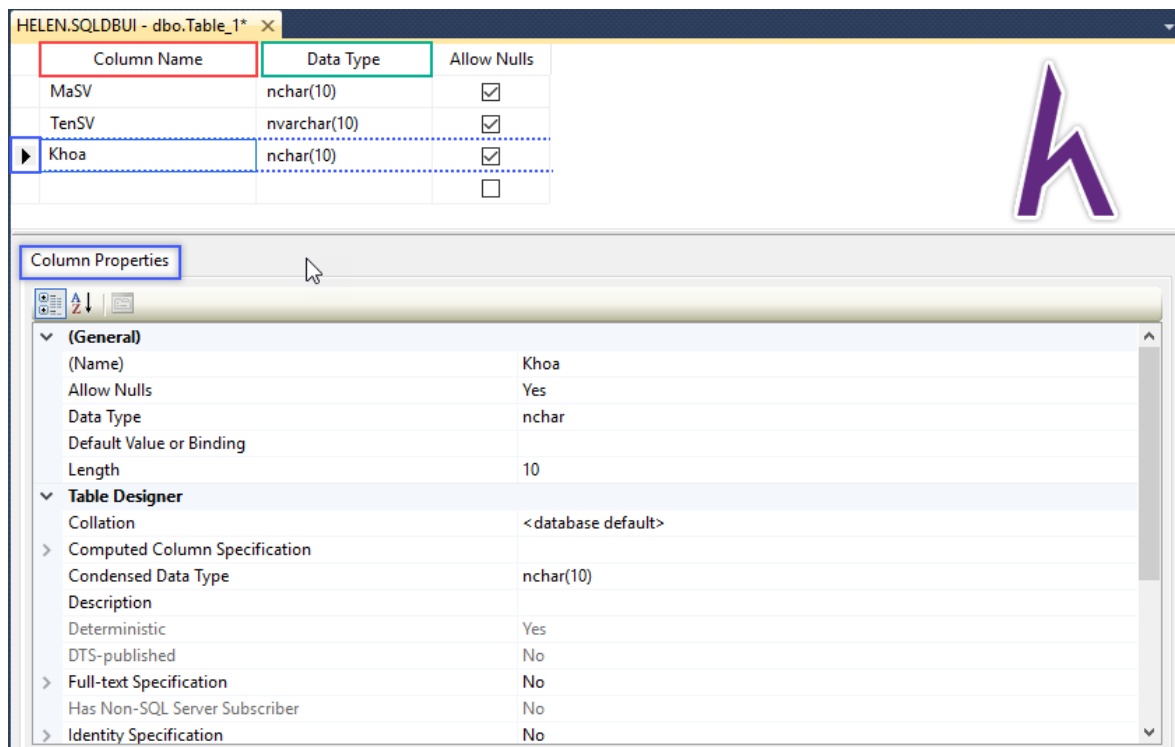 HELEN.SQLDBUI - dbo.Table_1*
Column Name Data Type Allow Nulls
MaSV nchar(10)
TenSV nvarchar(10)
Khoa nchar(10)
Column Properties
(General)
(Name) Khoa
Allow Nulls Yes
Data Type nchar
Default Value or Binding
Length 10
Table Designer
Collation <database default>
Computed Column Specification
Condensed Data Type nchar(10)
Description
Deterministic Yes
DTS-published No
Full-text Specification No
Has Non-SQL Server Subscriber No
Identity Specification No